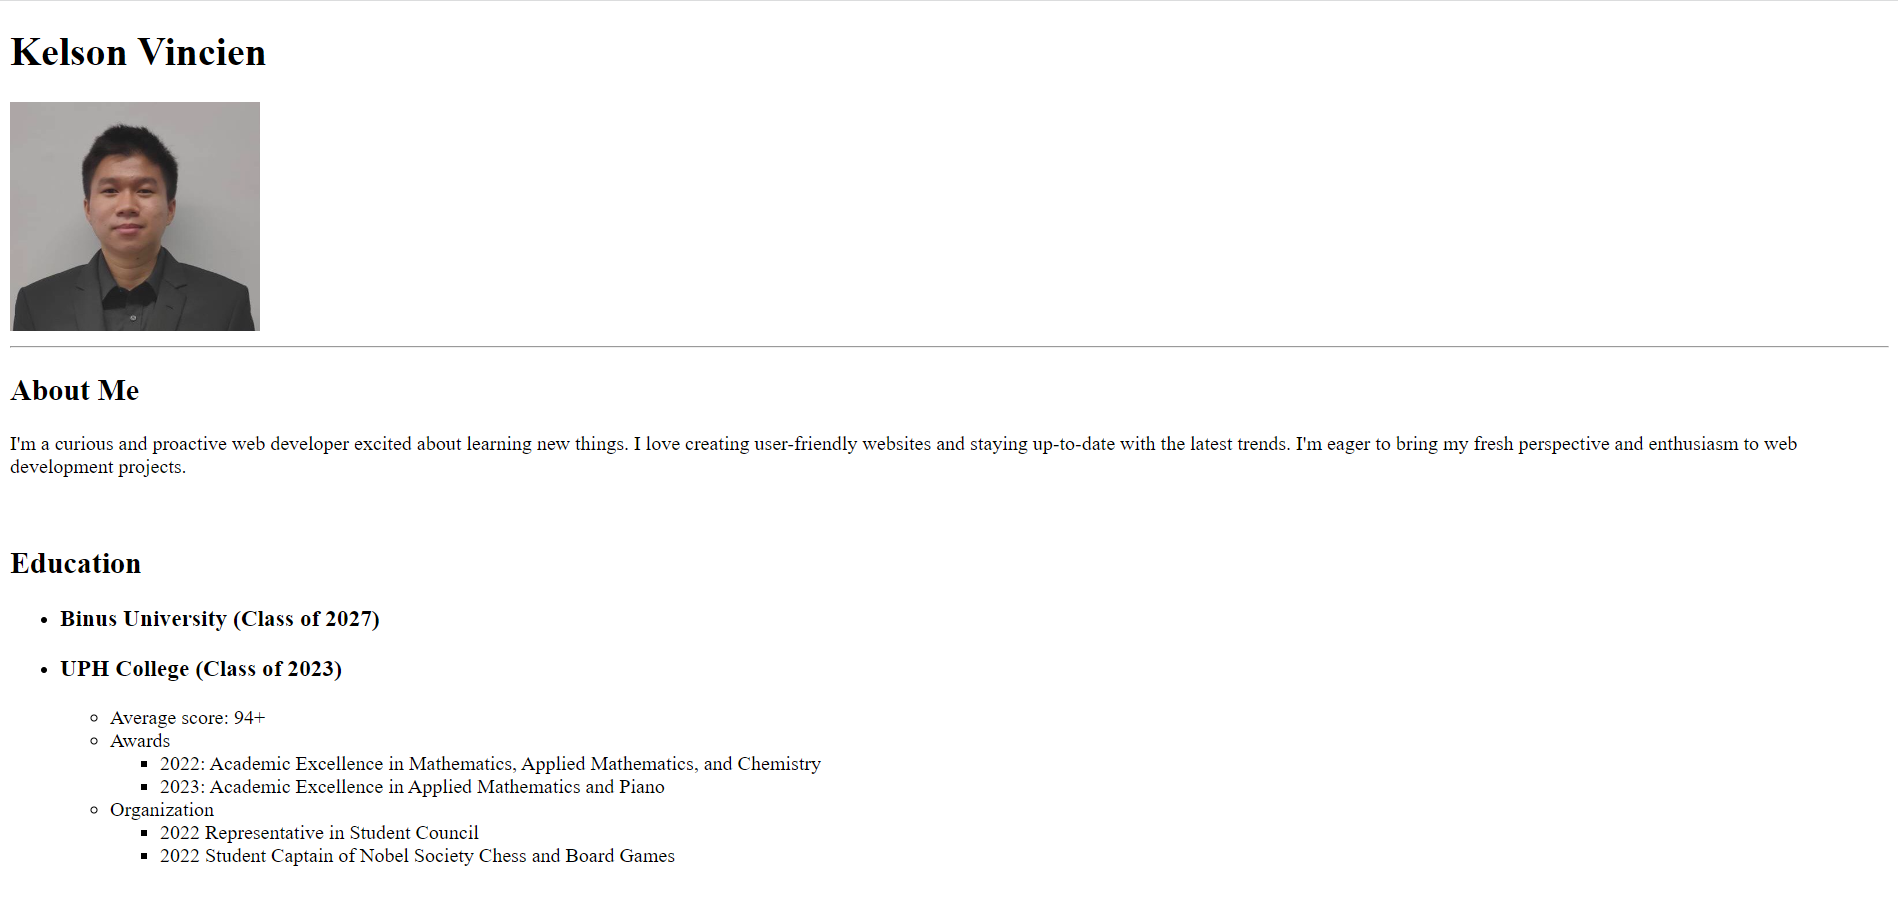 Kelson Vincien
About Me
I'm a curious and proactive web developer excited about learning new things. I love creating user-friendly websites and staying up-to-date with the latest trends. I'm eager to bring my fresh perspective and enthusiasm to web
development projects.
Education
Binus University (Class of 2027)
UPH College (Class of 2023)
Average score: 94+
Awards
2022: Academic Excellence in Mathematics, Applied Mathematics, and Chemistry
2023: Academic Excellence in Applied Mathematics and Piano
Organization
2022 Representative in Student Council
2022 Student Captain of Nobel Society Chess and Board Games